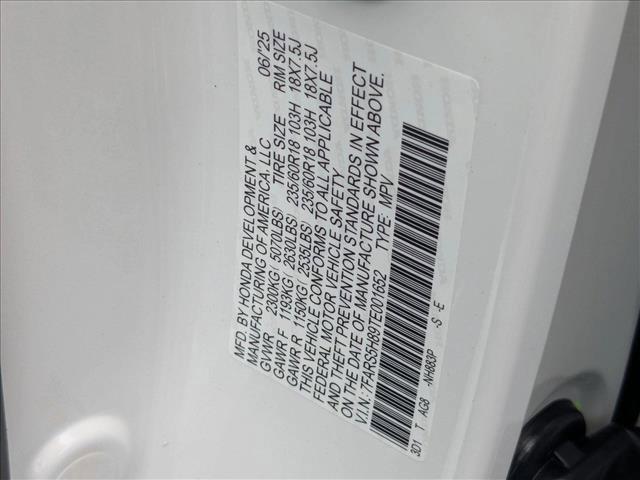 MFD. BY HONDA DEVELOPMENT &
MANUFACTURING OF AMERICA, LLC 06/25
GVWR 2300KG (5070LBS) TIRE SIZE RIM SIZE
GAWR F 1193KG (2630LBS) 235/60R18 103H 18X7.5J
GAWR R 1150KG (2535LBS) 235/60R18 103H 18X7.5J
THIS VEHICLE CONFORMS TO ALL APPLICABLE
FEDERAL MOTOR VEHICLE SAFETY
AND THEFT PREVENTION STANDARDS IN EFFECT
ON THE DATE OF MANUFACTURE SHOWN ABOVE.
V.I.N.: 7FARS5H89TE001652 TYPE: MPV
3D1 T AG8 -NH883P -S -E